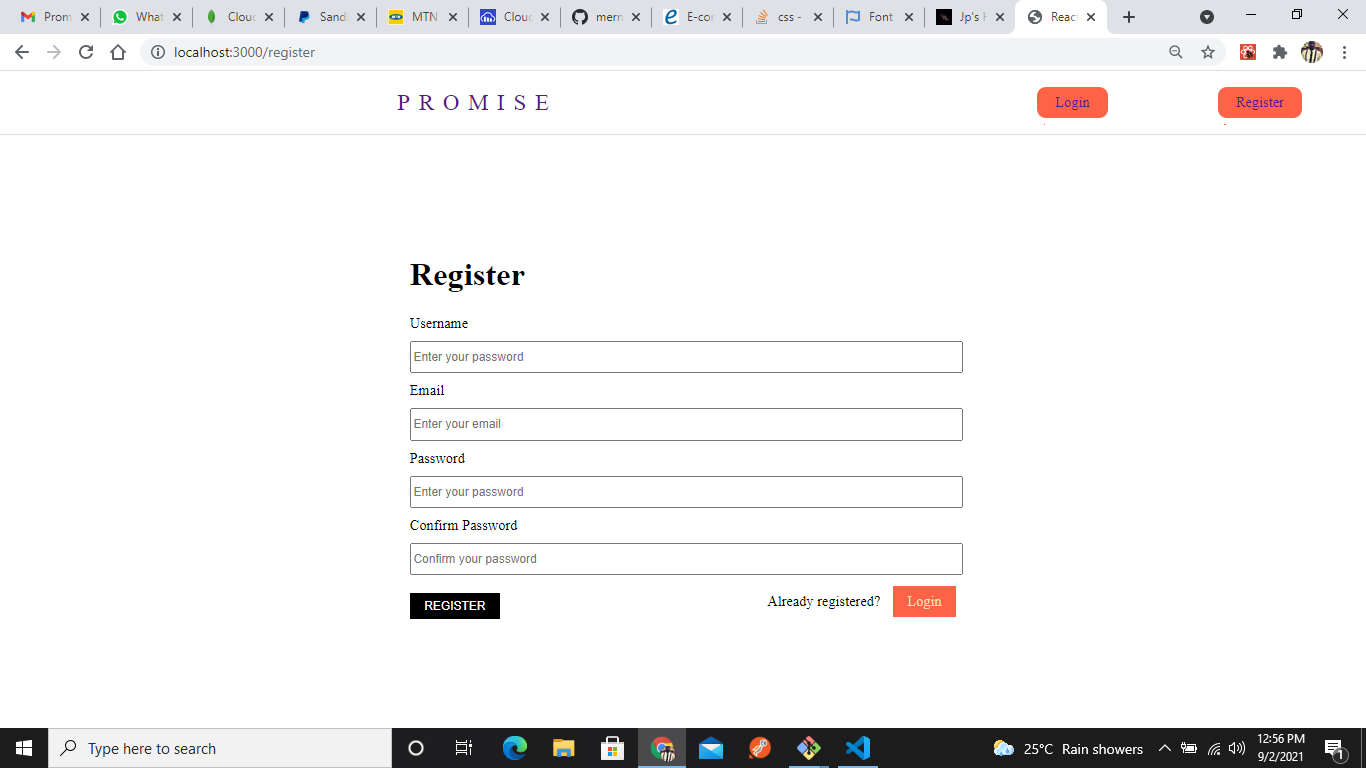 Prom
What
Clouc
Sandl
MTN
Clouc
mern
E-cor
css -
Font
Jp's H
React
localhost:3000/register
PROMISE
Login
Register
Register
Username
Enter your password
Email
Enter your email
Password
Enter your password
Confirm Password
Confirm your password
REGISTER
Already registered?
Login
Type here to search
25°C Rain showers
12:56 PM
9/2/2021
1